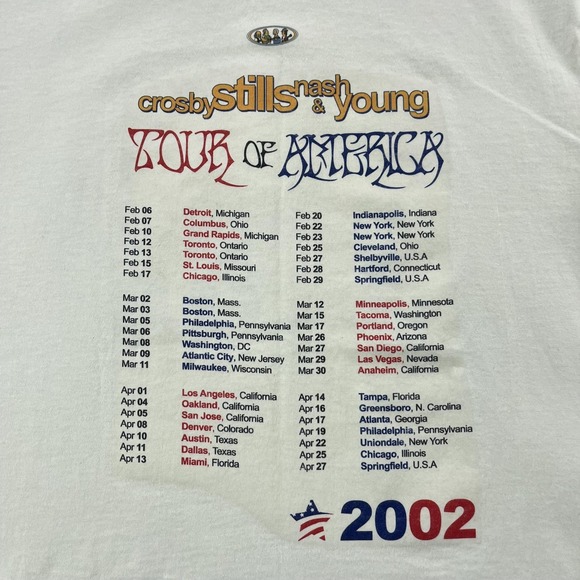 crosby stills nash & young
TOUR OF AMERICA
Feb 06 Detroit, Michigan
Feb 07 Columbus, Ohio
Feb 10 Grand Rapids, Michigan
Feb 12 Toronto, Ontario
Feb 13 Toronto, Ontario
Feb 15 St. Louis, Missouri
Feb 17 Chicago, Illinois
Feb 20 Indianapolis, Indiana
Feb 22 New York, New York
Feb 23 New York, New York
Feb 25 Cleveland, Ohio
Feb 27 Shelbyville, U.S.A
Feb 28 Hartford, Connecticut
Feb 29 Springfield, U.S.A
Mar 02 Boston, Mass.
Mar 03 Boston, Mass.
Mar 05 Philadelphia, Pennsylvania
Mar 06 Pittsburgh, Pennsylvania
Mar 08 Washington, DC
Mar 09 Atlantic City, New Jersey
Mar 11 Milwaukee, Wisconsin
Mar 12 Minneapolis, Minnesota
Mar 15 Tacoma, Washington
Mar 17 Portland, Oregon
Mar 26 Phoenix, Arizona
Mar 27 San Diego, California
Mar 29 Las Vegas, Nevada
Mar 30 Anaheim, California
Apr 01 Los Angeles, California
Apr 04 Oakland, California
Apr 05 San Jose, California
Apr 08 Denver, Colorado
Apr 10 Austin, Texas
Apr 11 Dallas, Texas
Apr 13 Miami, Florida
Apr 14 Tampa, Florida
Apr 16 Greensboro, N. Carolina
Apr 17 Atlanta, Georgia
Apr 19 Philadelphia, Pennsylvania
Apr 22 Uniondale, New York
Apr 25 Chicago, Illinois
Apr 27 Springfield, U.S.A
2002